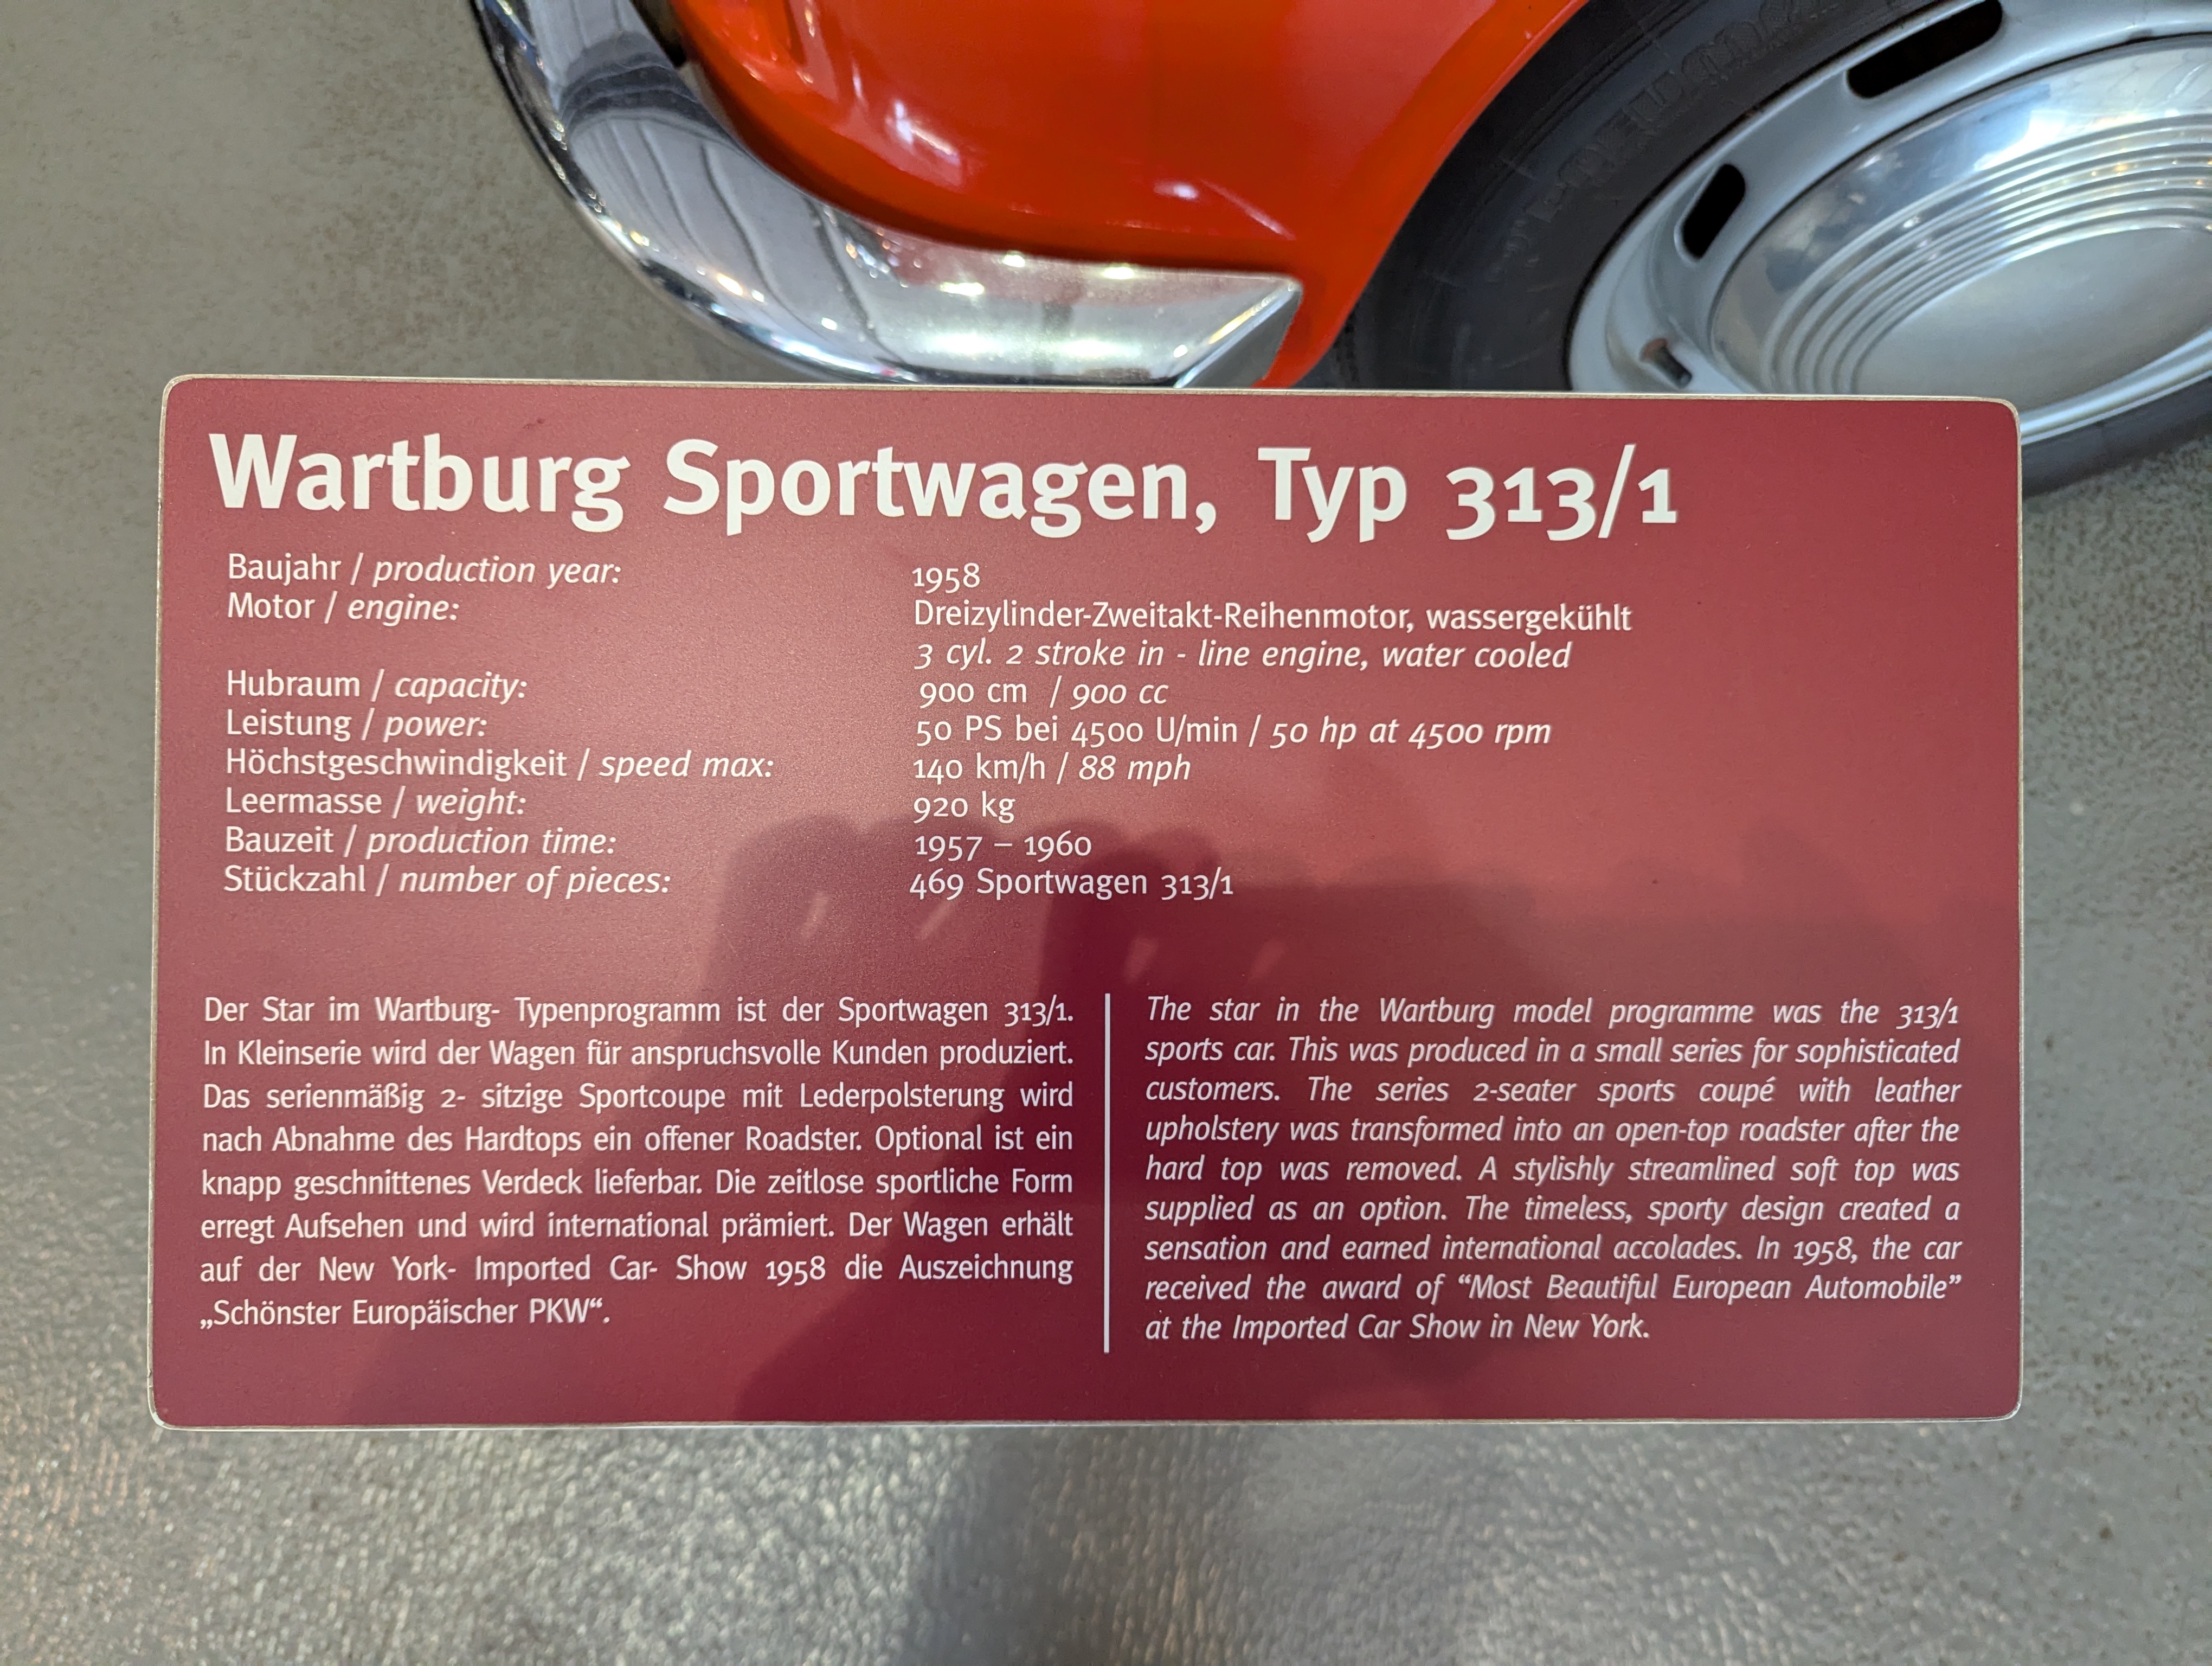 Wartburg Sportwagen, Typ 313/1
Baujahr / production year: 1958
Motor / engine: Dreizylinder-Zweitakt-Reihenmotor, wassergekühlt
3 cyl. 2 stroke in - line engine, water cooled
Hubraum / capacity: 900 cm / 900 cc
Leistung / power: 50 PS bei 4500 U/min / 50 hp at 4500 rpm
Höchstgeschwindigkeit / speed max: 140 km/h / 88 mph
Leermasse / weight: 920 kg
Bauzeit / production time: 1957 – 1960
Stückzahl / number of pieces: 469 Sportwagen 313/1
Der Star im Wartburg- Typenprogramm ist der Sportwagen 313/1.
In Kleinserie wird der Wagen für anspruchsvolle Kunden produziert.
Das serienmäßig 2- sitzige Sportcoupe mit Lederpolsterung wird
nach Abnahme des Hardtops ein offener Roadster. Optional ist ein
knapp geschnittenes Verdeck lieferbar. Die zeitlose sportliche Form
erregt Aufsehen und wird international prämiert. Der Wagen erhält
auf der New York- Imported Car- Show 1958 die Auszeichnung
„Schönster Europäischer PKW“.
The star in the Wartburg model programme was the 313/1
sports car. This was produced in a small series for sophisticated
customers. The series 2-seater sports coupé with leather
upholstery was transformed into an open-top roadster after the
hard top was removed. A stylishly streamlined soft top was
supplied as an option. The timeless, sporty design created a
sensation and earned international accolades. In 1958, the car
received the award of “Most Beautiful European Automobile”
at the Imported Car Show in New York.